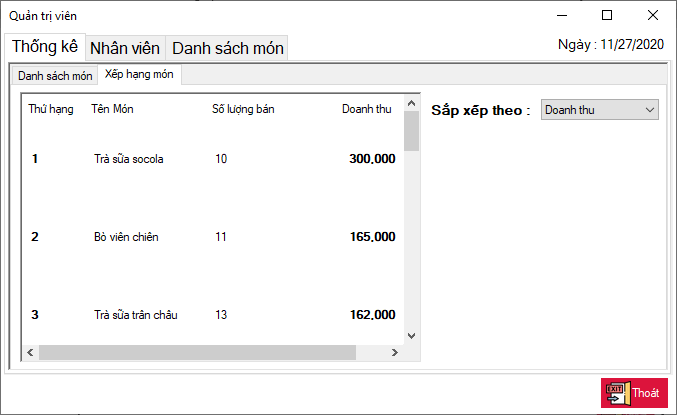 Quản trị viên
Thống kê Nhân viên Danh sách món Ngày : 11/27/2020
Danh sách món Xếp hạng món
Thứ hạng Tên Món Số lượng bán Doanh thu
Sắp xếp theo : Doanh thu
1 Trà sữa socola 10 300,000
2 Bò viên chiên 11 165,000
3 Trà sữa trân châu 13 162,000
EXIT Thoát